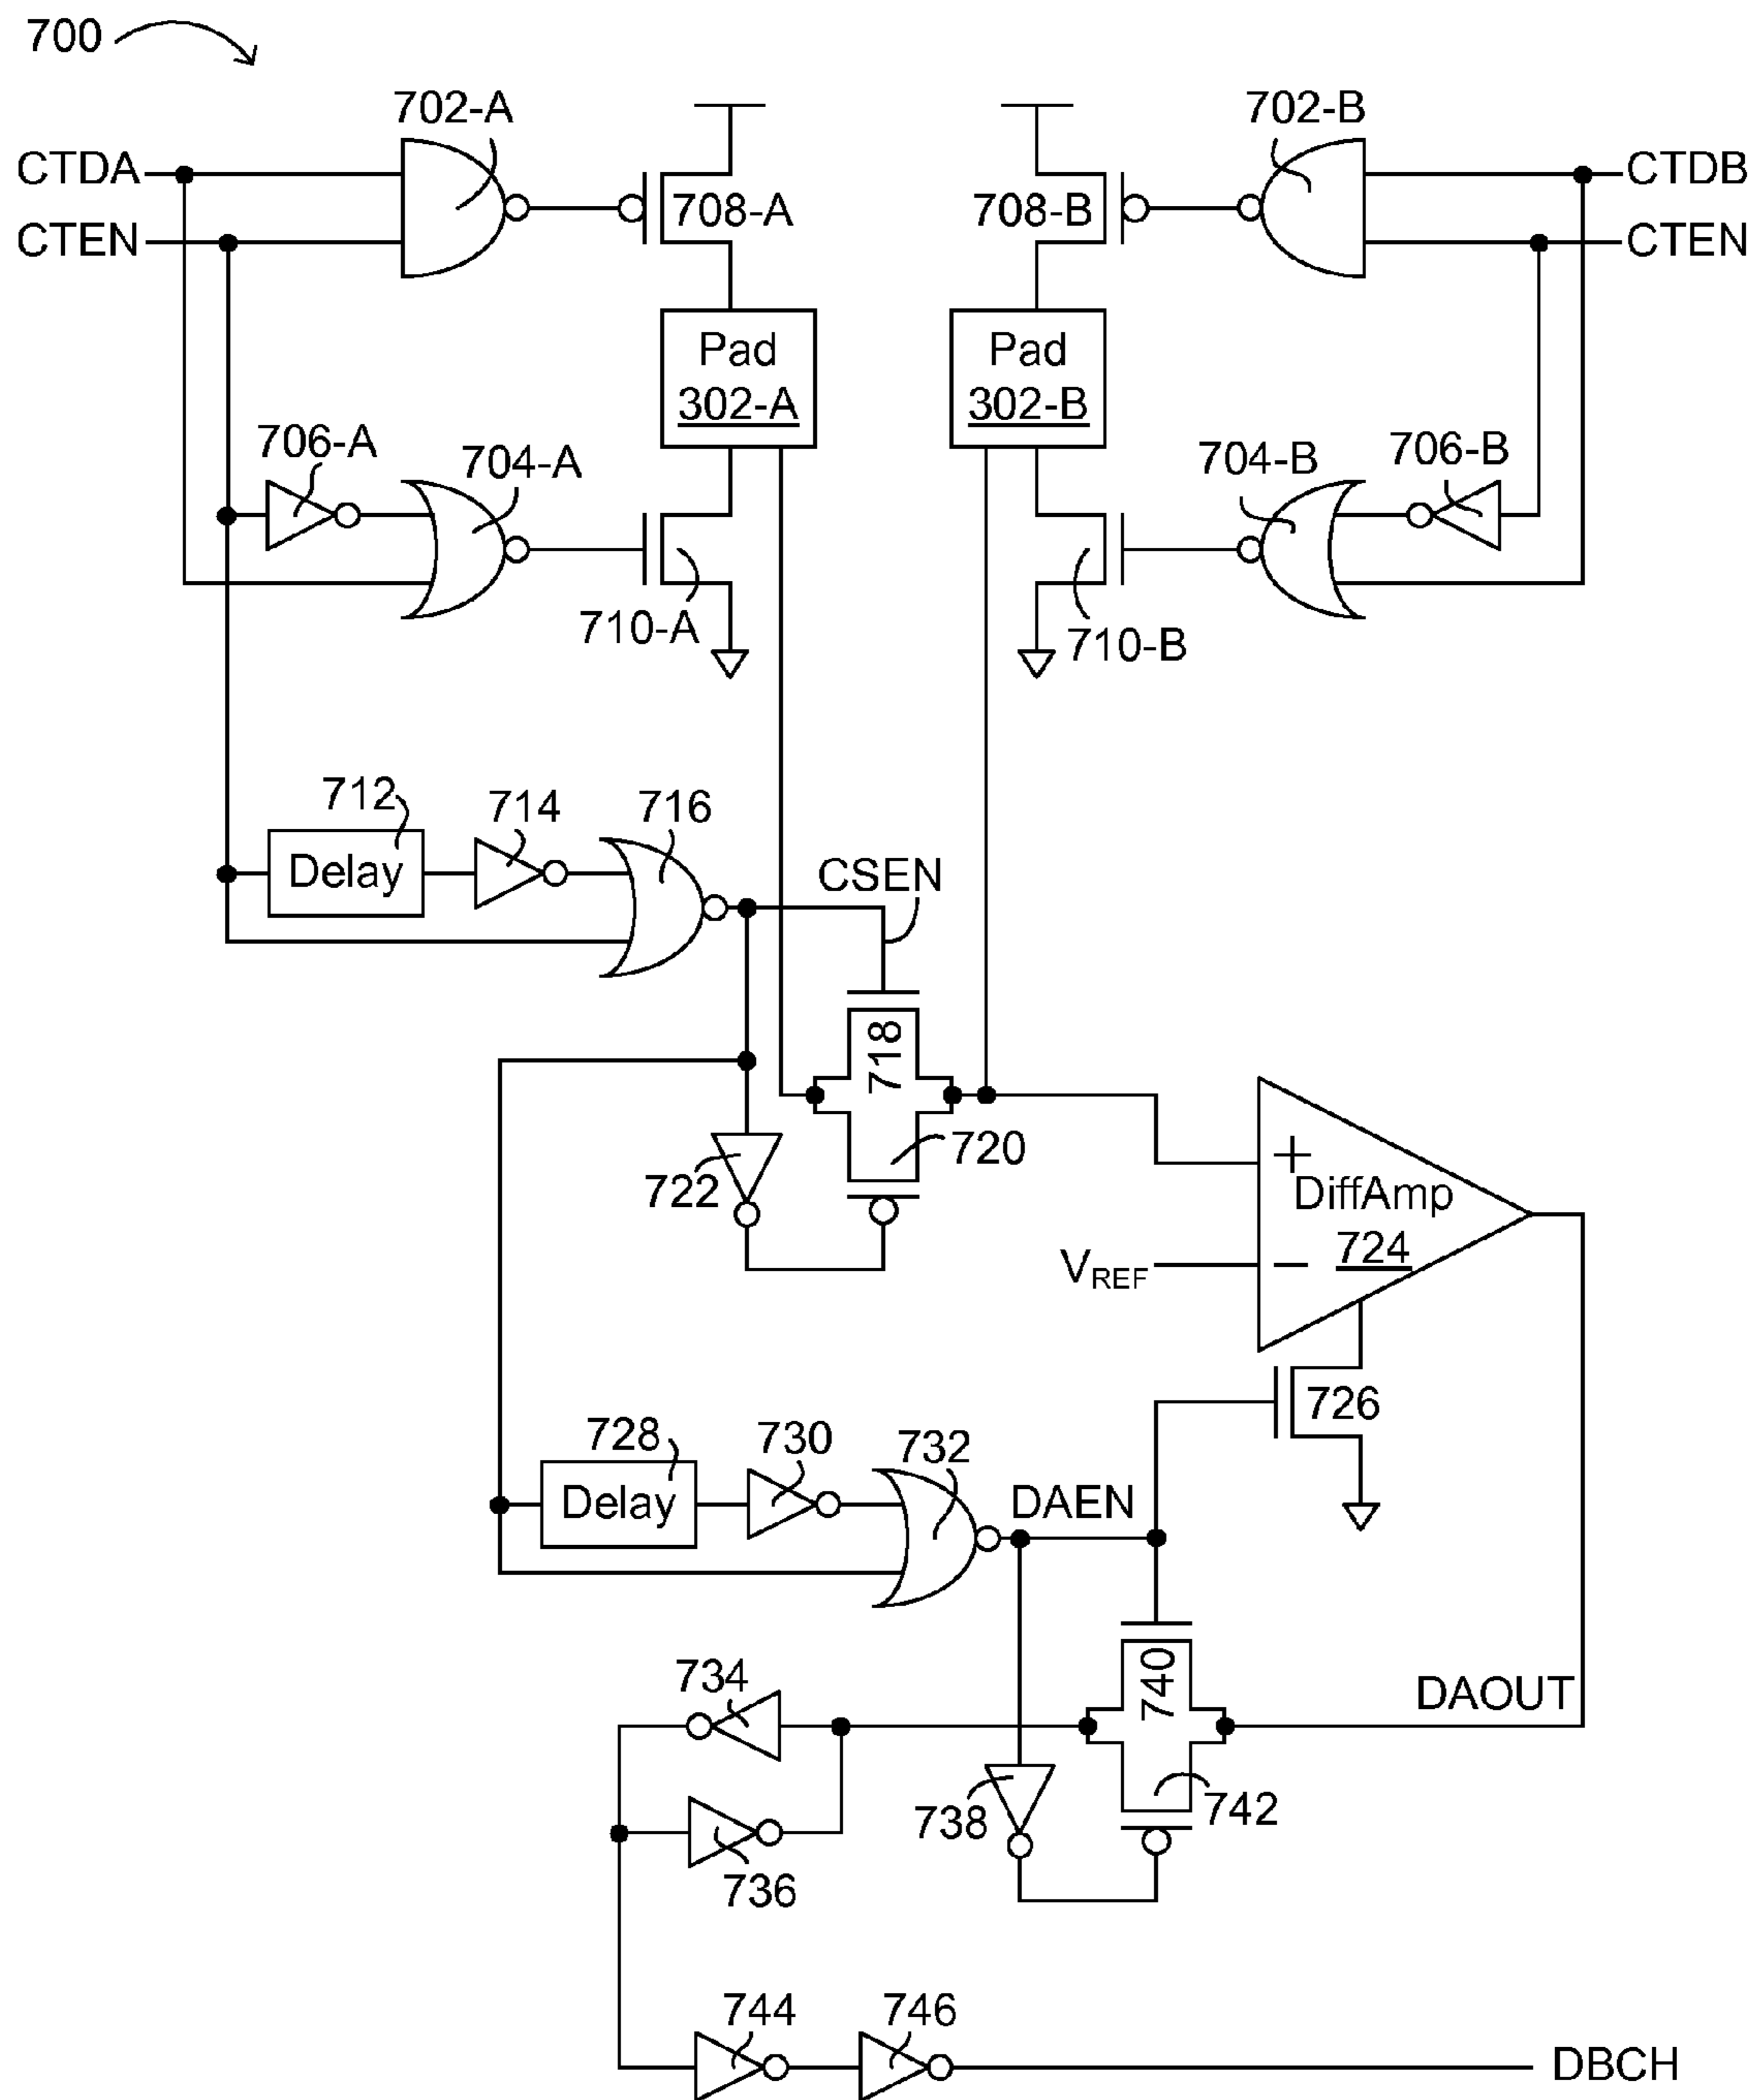 700
702-A
702-B
CTDA
CTDB
708-A
708-B
CTEN
CTEN
Pad
302-A
Pad
302-B
706-A
704-A
704-B
706-B
710-A
710-B
712
714
716
Delay
CSEN
718
720
722
+
DiffAmp
724
VREF
−
726
728
730
732
Delay
DAEN
734
740
DAOUT
738
742
736
744
746
DBCH